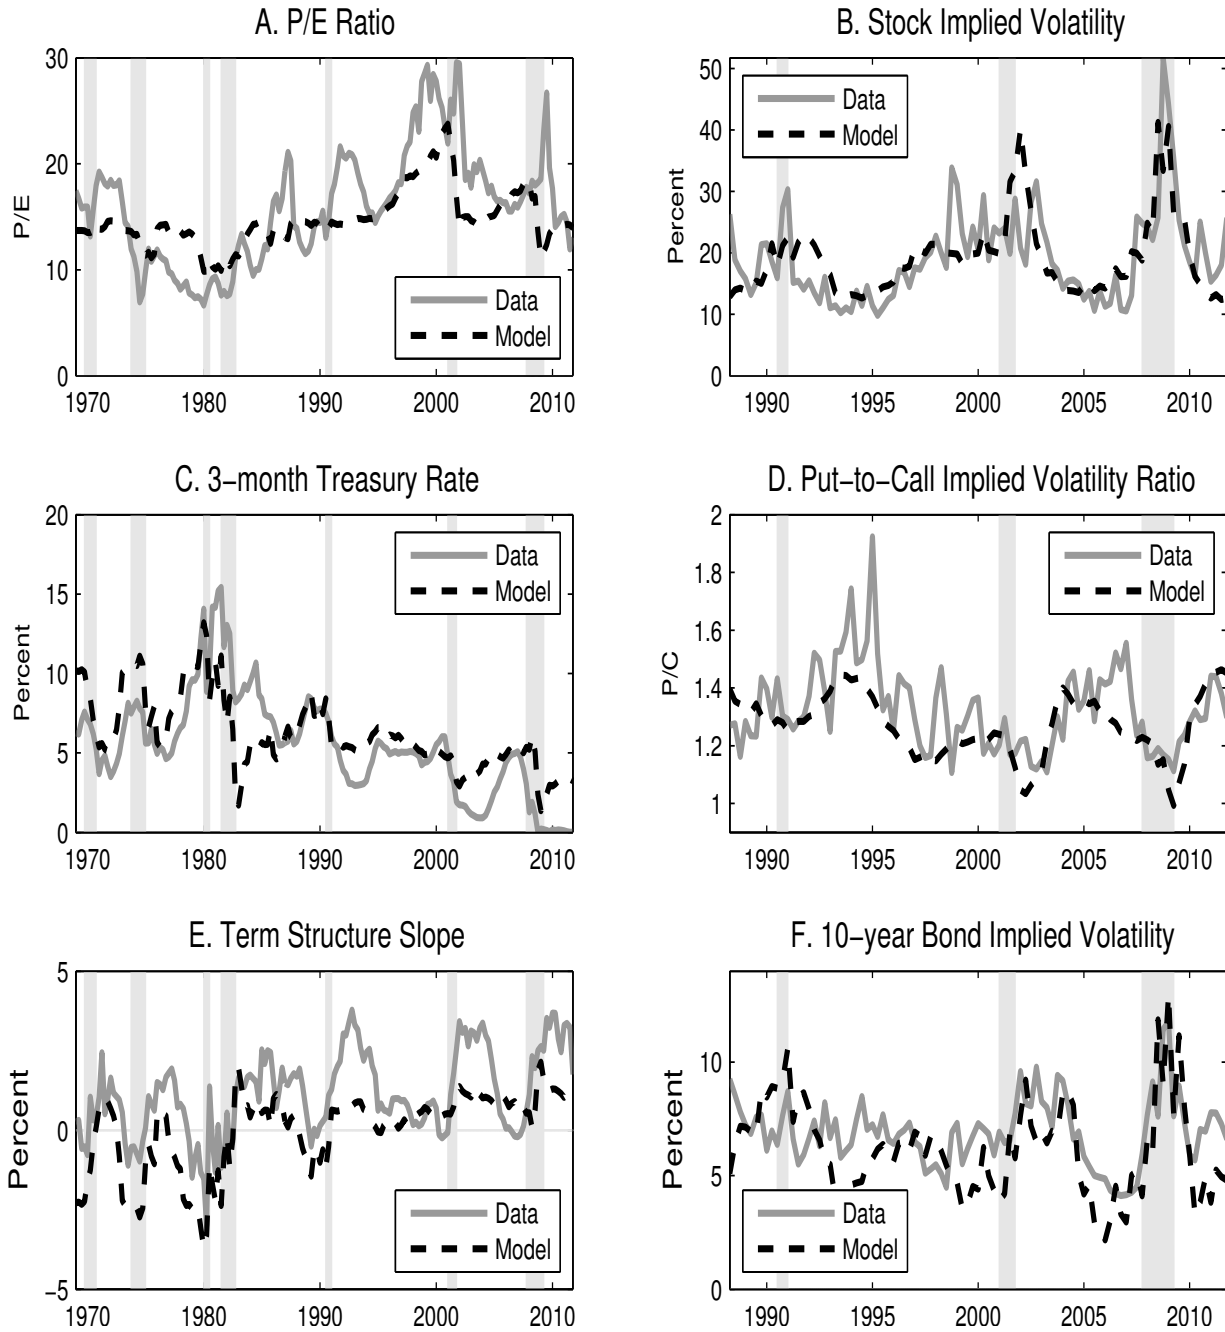 A. P/E Ratio
P/E
30
20
10
0
1970 1980 1990 2000 2010
Data
Model
B. Stock Implied Volatility
Percent
50
40
30
20
10
0
1990 1995 2000 2005 2010
Data
Model
C. 3−month Treasury Rate
Percent
20
15
10
5
0
1970 1980 1990 2000 2010
Data
Model
D. Put−to−Call Implied Volatility Ratio
P/C
2
1.8
1.6
1.4
1.2
1
1990 1995 2000 2005 2010
Data
Model
E. Term Structure Slope
Percent
5
0
−5
1970 1980 1990 2000 2010
Data
Model
F. 10−year Bond Implied Volatility
Percent
10
5
0
1990 1995 2000 2005 2010
Data
Model